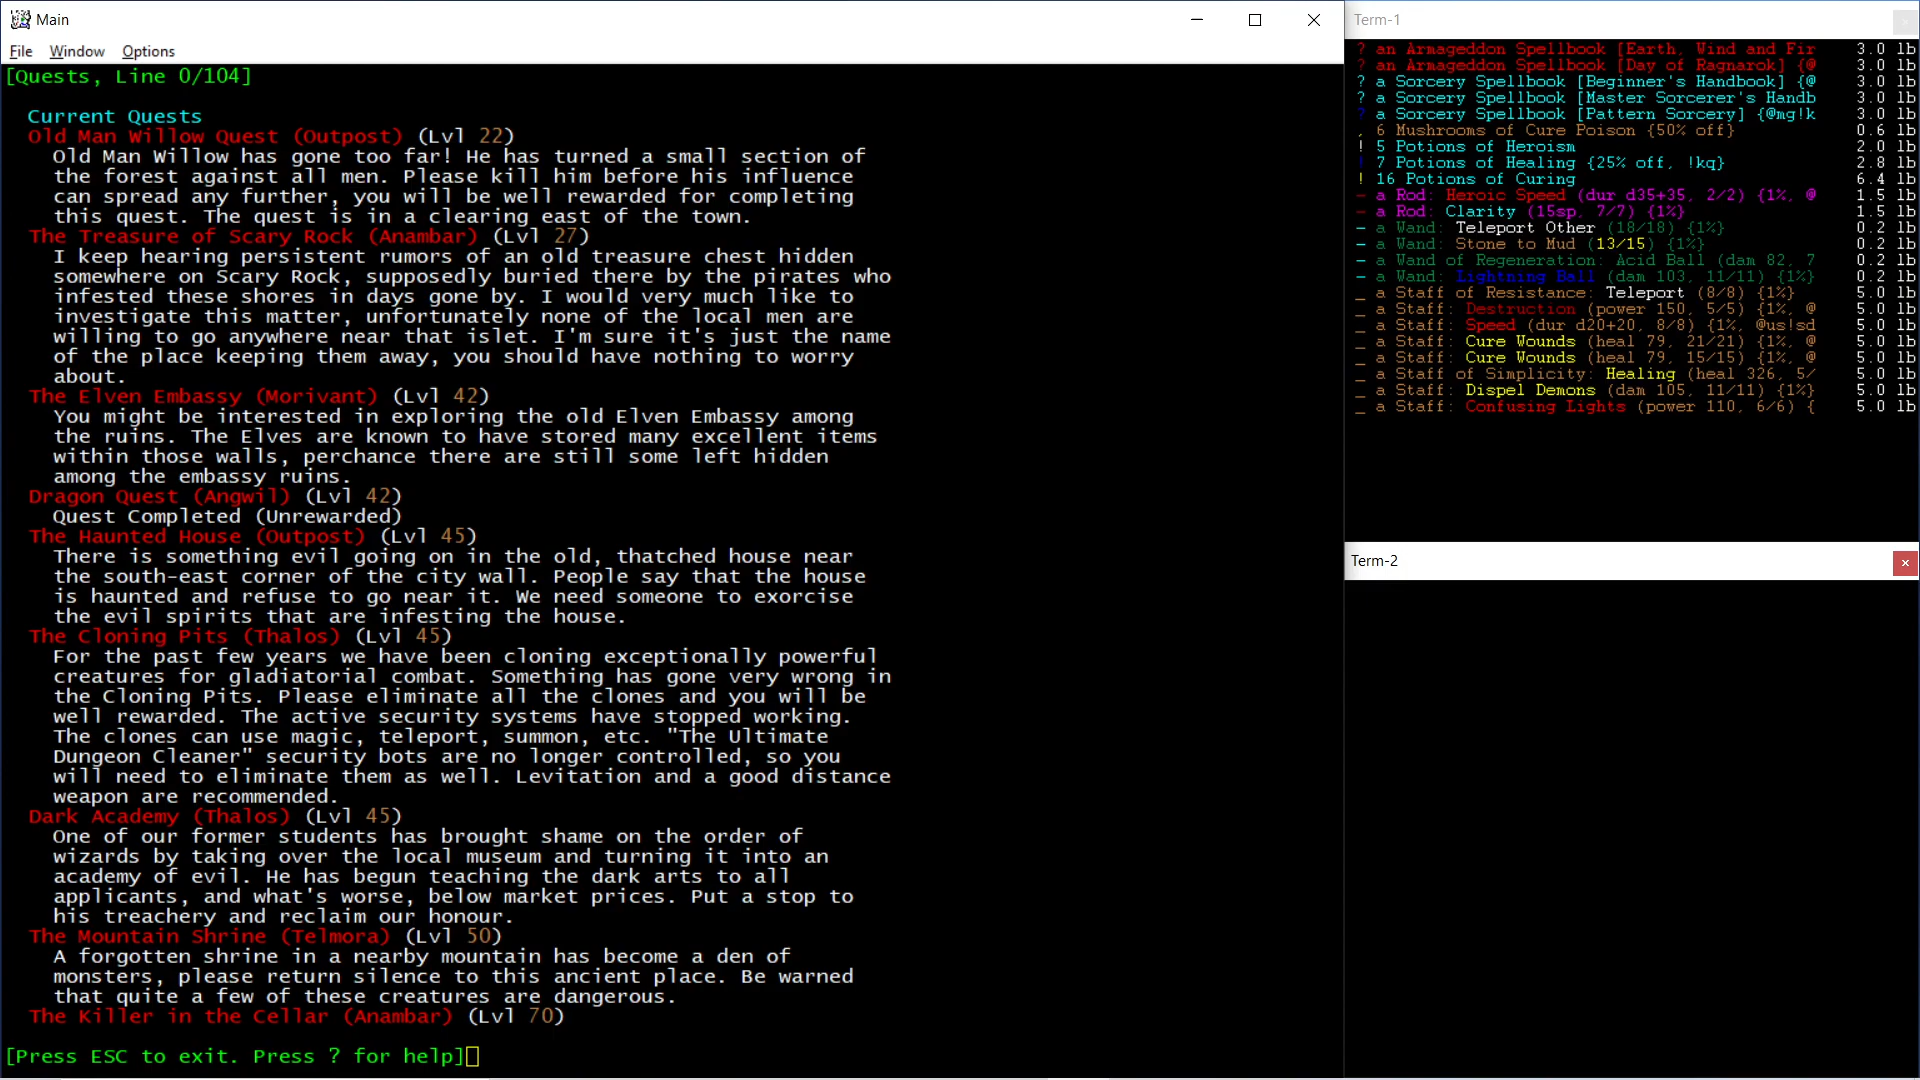 Main
File Window Options
[Quests, Line 0/104]
Current Quests
Old Man Willow Quest (Outpost) (Lvl 22)
Old Man Willow has gone too far! He has turned a small section of
the forest against all men. Please kill him before his influence
can spread any further, you will be well rewarded for completing
this quest. The quest is in a clearing east of the town.
The Treasure of Scary Rock (Anambar) (Lvl 27)
I keep hearing persistent rumors of an old treasure chest hidden
somewhere on Scary Rock, supposedly buried there by the pirates who
infested these shores in days gone by. I would very much like to
investigate this matter, unfortunately none of the local men are
willing to go anywhere near that islet. I'm sure it's just the name
of the place keeping them away, you should have nothing to worry
about.
The Elven Embassy (Morivant) (Lvl 42)
You might be interested in exploring the old Elven Embassy among
the ruins. The Elves are known to have stored many excellent items
within those walls, perchance there are still some left hidden
among the embassy ruins.
Dragon Quest (Angwil) (Lvl 42)
Quest Completed (Unrewarded)
The Haunted House (Outpost) (Lvl 45)
There is something evil going on in the old, thatched house near
the south-east corner of the city wall. People say that the house
is haunted and refuse to go near it. We need someone to exorcise
the evil spirits that are infesting the house.
The Cloning Pits (Thalos) (Lvl 45)
For the past few years we have been cloning exceptionally powerful
creatures for gladiatorial combat. Something has gone very wrong in
the Cloning Pits. Please eliminate all the clones and you will be
well rewarded. The active security systems have stopped working.
The clones can use magic, teleport, summon, etc. "The Ultimate
Dungeon Cleaner" security bots are no longer controlled, so you
will need to eliminate them as well. Levitation and a good distance
weapon are recommended.
Dark Academy (Thalos) (Lvl 45)
One of our former students has brought shame on the order of
wizards by taking over the local museum and turning it into an
academy of evil. He has begun teaching the dark arts to all
applicants, and what's worse, below market prices. Put a stop to
his treachery and reclaim our honour.
The Mountain Shrine (Telmora) (Lvl 50)
A forgotten shrine in a nearby mountain has become a den of
monsters, please return silence to this ancient place. Be warned
that quite a few of these creatures are dangerous.
The Killer in the Cellar (Anambar) (Lvl 70)
[Press ESC to exit. Press ? for help]
Term-1
? an Armageddon Spellbook [Earth, Wind and Fir 3.0 lb
? an Armageddon Spellbook [Day of Ragnarok] {@ 3.0 lb
? a Sorcery Spellbook [Beginner's Handbook] {@ 3.0 lb
? a Sorcery Spellbook [Master Sorcerer's Handb 3.0 lb
? a Sorcery Spellbook [Pattern Sorcery] {@mg!k 3.0 lb
, 6 Mushrooms of Cure Poison {50% off} 0.6 lb
! 5 Potions of Heroism 2.0 lb
! 7 Potions of Healing {25% off, !kq} 2.8 lb
! 16 Potions of Curing 6.4 lb
- a Rod: Heroic Speed (dur d35+35, 2/2) {1%, @ 1.5 lb
- a Rod: Clarity (15sp, 7/7) {1%} 1.5 lb
- a Wand: Teleport Other (18/18) {1%} 0.2 lb
- a Wand: Stone to Mud (13/15) {1%} 0.2 lb
- a Wand of Regeneration: Acid Ball (dam 82, 7 0.2 lb
- a Wand: Lightning Ball (dam 103, 11/11) {1%} 0.2 lb
_ a Staff of Resistance: Teleport (8/8) {1%} 5.0 lb
_ a Staff: Destruction (power 150, 5/5) {1%, @ 5.0 lb
_ a Staff: Speed (dur d20+20, 8/8) {1%, @us!sd 5.0 lb
_ a Staff: Cure Wounds (heal 79, 21/21) {1%, @ 5.0 lb
_ a Staff: Cure Wounds (heal 79, 15/15) {1%, @ 5.0 lb
_ a Staff of Simplicity: Healing (heal 326, 5/ 5.0 lb
_ a Staff: Dispel Demons (dam 105, 11/11) {1%} 5.0 lb
_ a Staff: Confusing Lights (power 110, 6/6) { 5.0 lb
Term-2